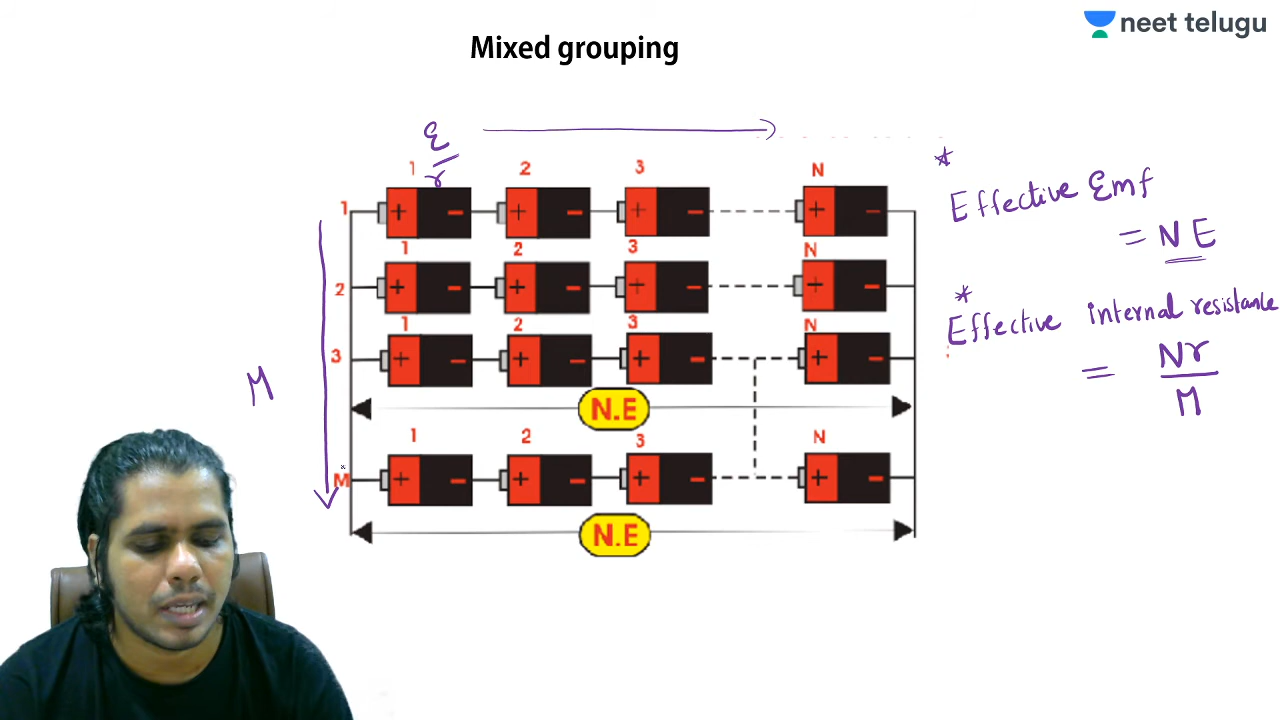 neet telugu
Mixed grouping
E
r
1 2 3 N
1 + - + - + - + -
1 2 3 N
2 + - + - + - + -
1 2 3 N
3 + - + - + - + -
N.E
1 2 3 N
M + - + - + - + -
N.E
M
* Effective Emf
= NE
* Effective internal resistance
= Nr
M